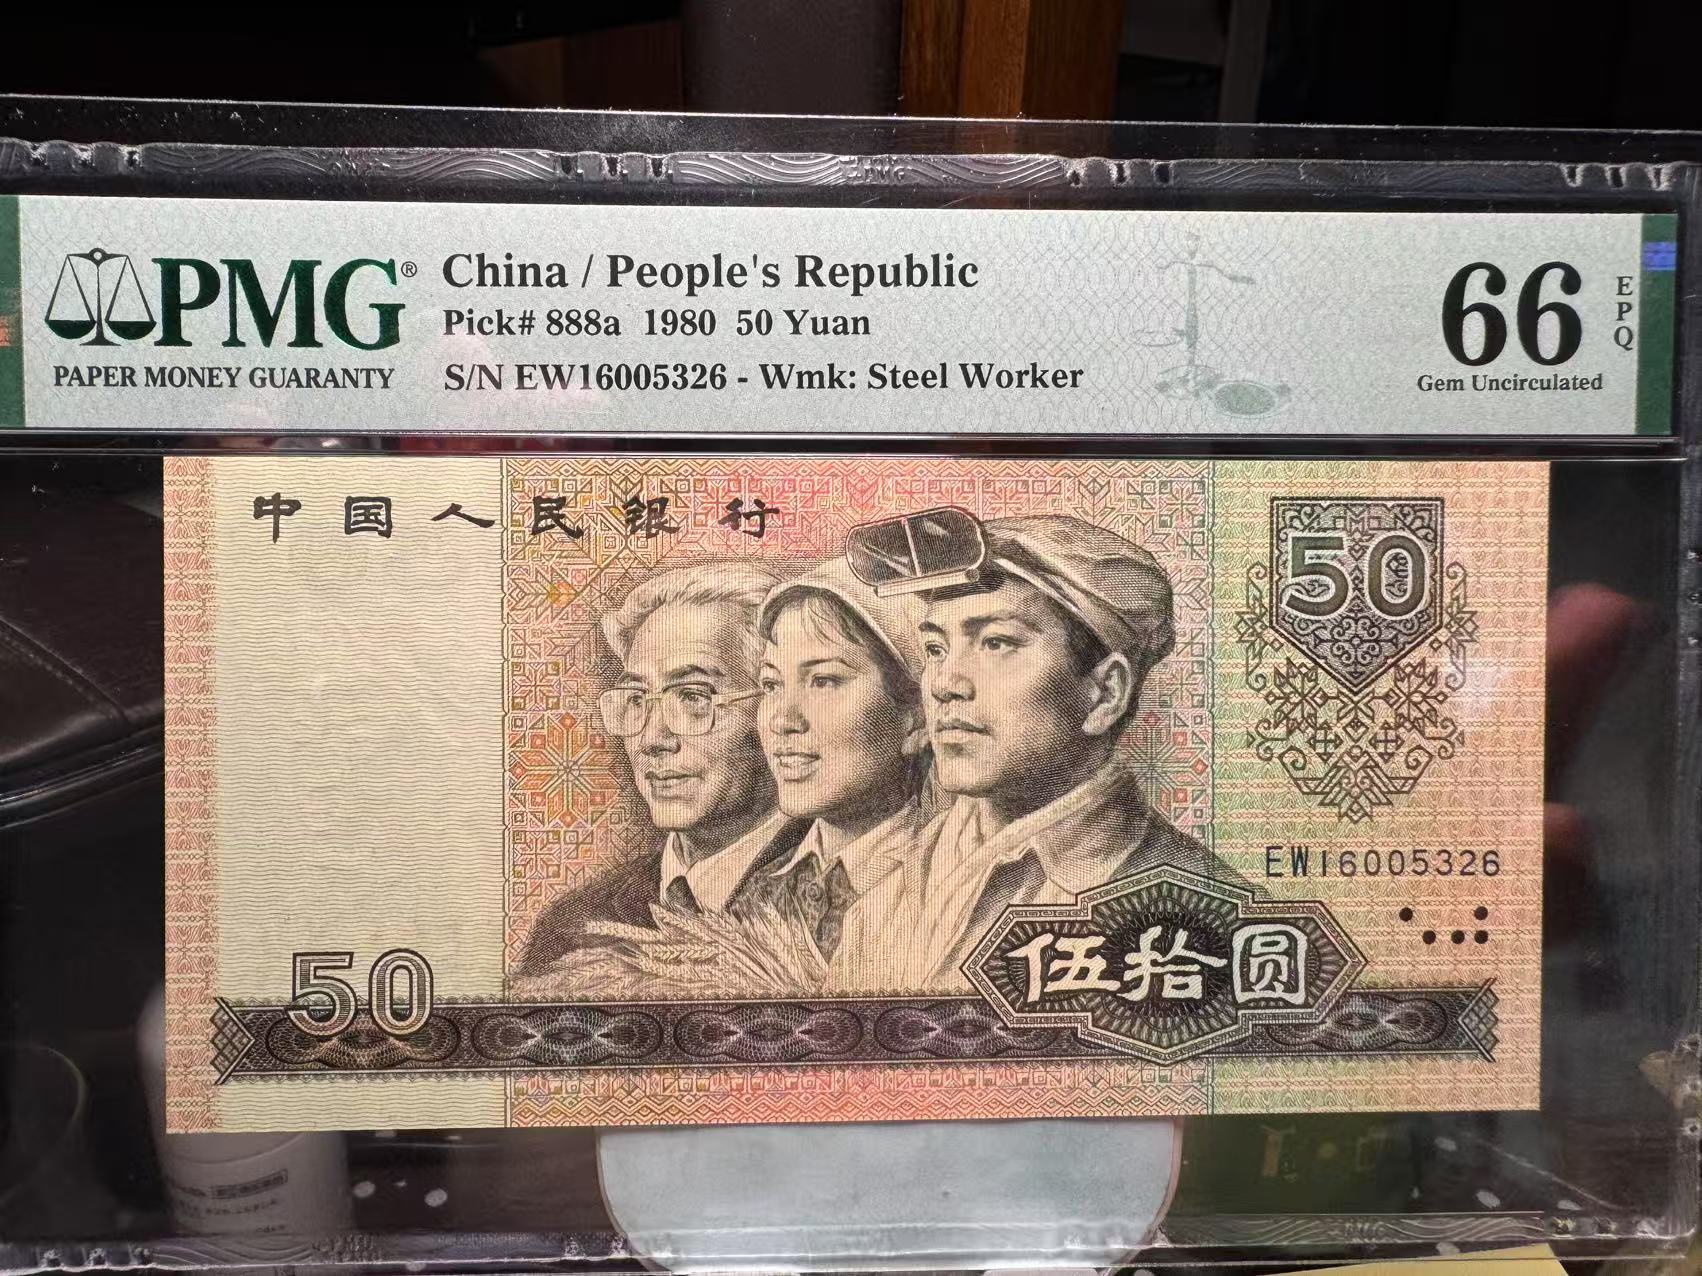 PMG®
PAPER MONEY GUARANTY
China / People's Republic
Pick# 888a 1980 50 Yuan
S/N EW16005326 - Wmk: Steel Worker
66
EPQ
Gem Uncirculated
中国人民银行
50
EW16005326
50
伍拾圆